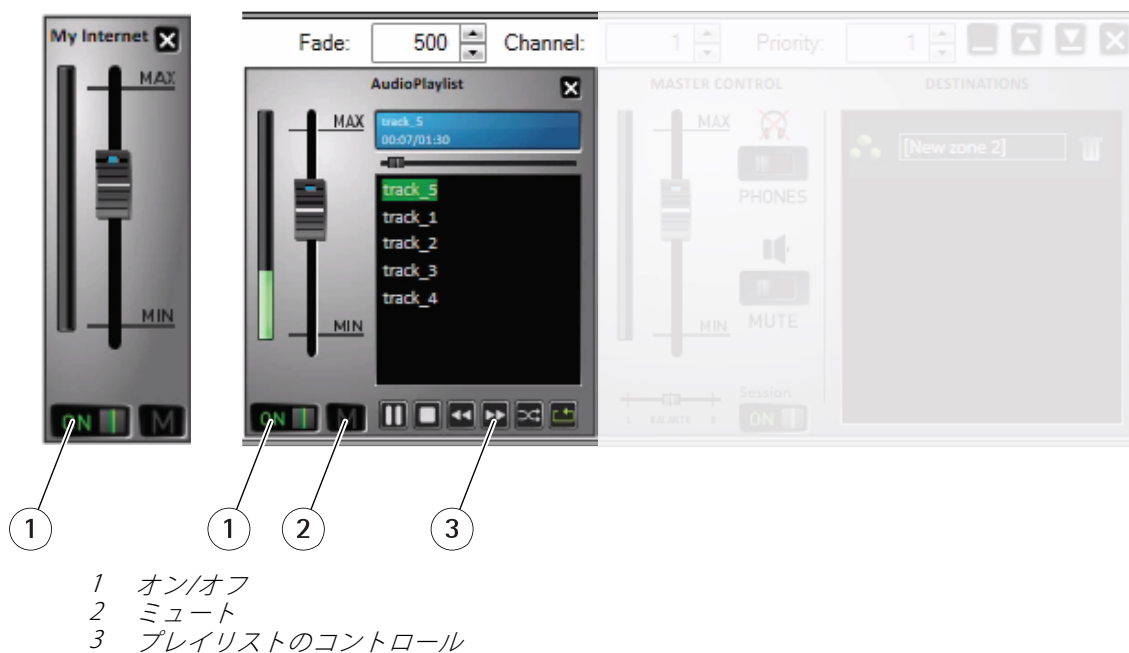 My Internet
MAX
MIN
ON M
Fade: 500 Channel: 1 Priority: 1
AudioPlaylist
MAX
MIN
track_5
00:07/01:30
track_5
track_1
track_2
track_3
track_4
ON M
MASTER CONTROL
MAX
MIN
PHONES
MUTE
L BALANCE R
Session
ON
DESTINATIONS
[New zone 2]
1
1
2
3
1 オン/オフ
2 ミュート
3 プレイリストのコントロール